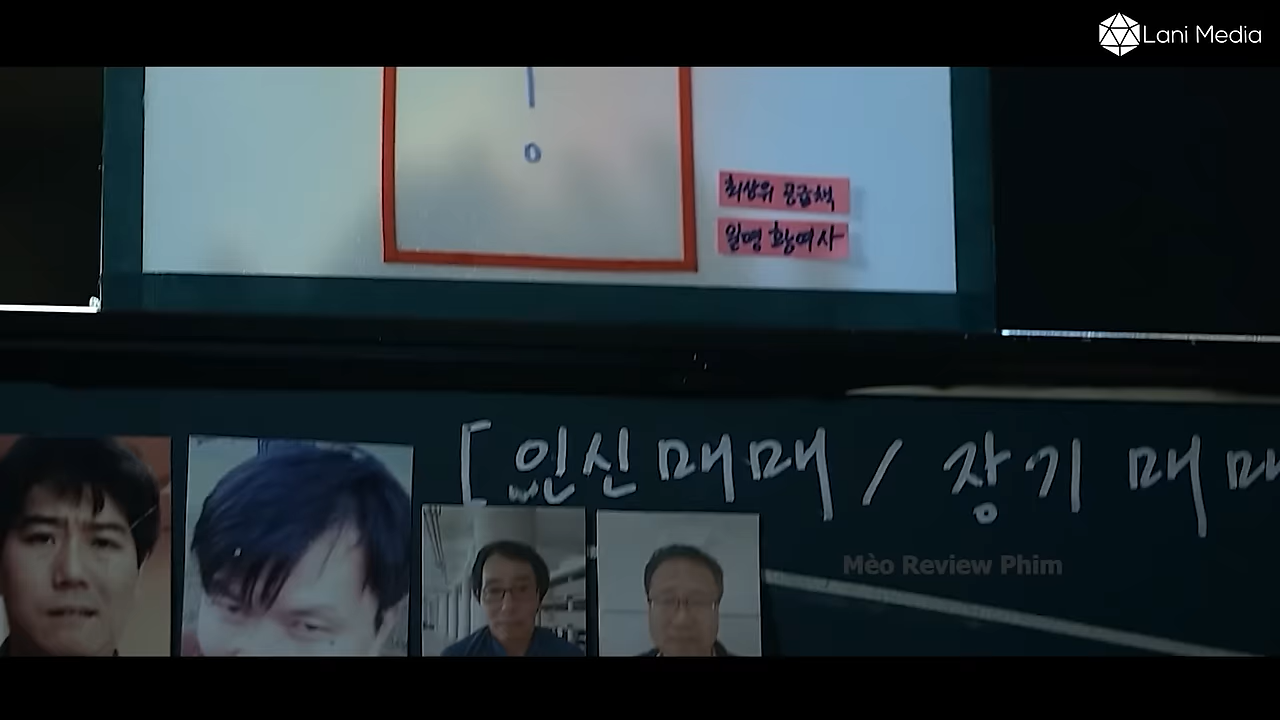 Lani Media
최상위 공급책
원명 황여사
[ 인신매매 / 장기 매매
Mèo Review Phim